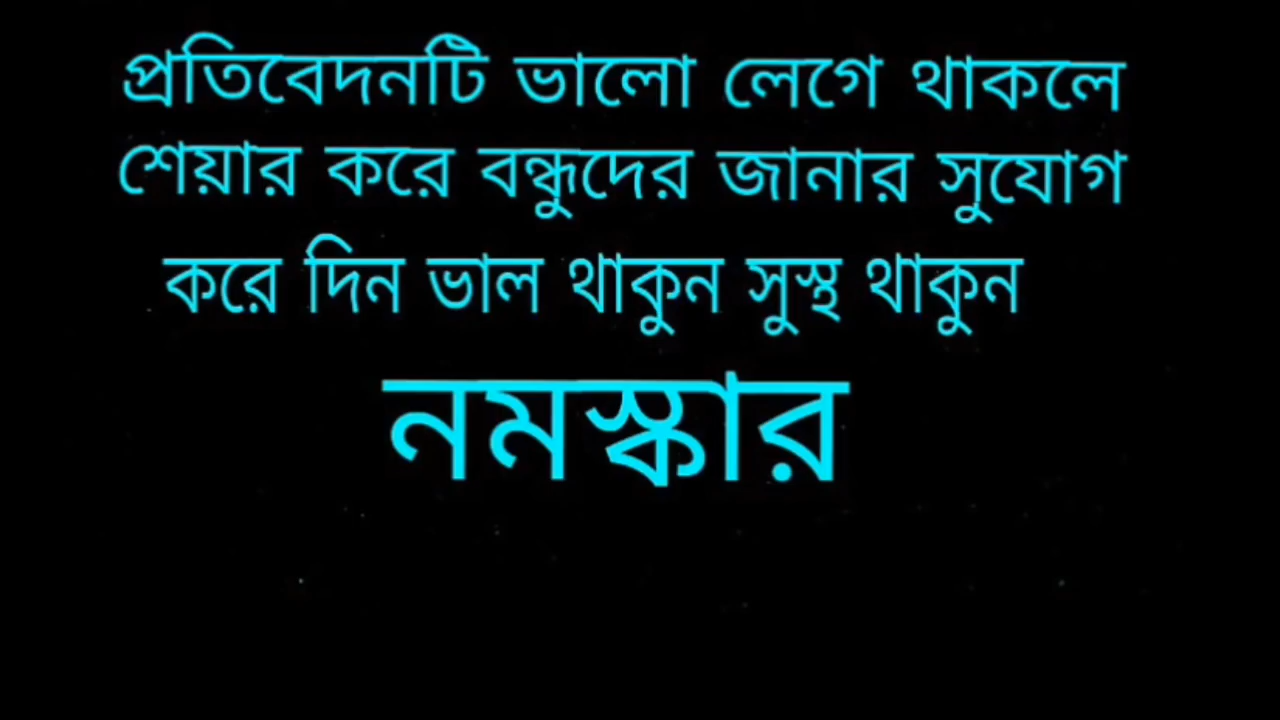 প্রতিবেদনটি ভালো লেগে থাকলে
শেয়ার করে বন্ধুদের জানার সুযোগ
করে দিন ভাল থাকুন সুস্থ থাকুন
নমস্কার